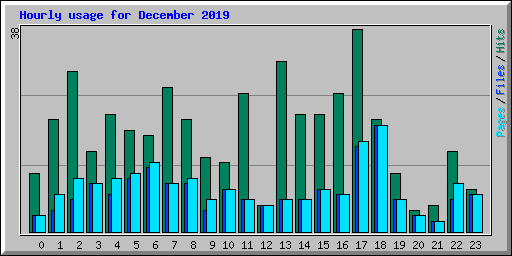 Hourly usage for December 2019
38
Pages / Files / Hits
0 1 2 3 4 5 6 7 8 9 10 11 12 13 14 15 16 17 18 19 20 21 22 23